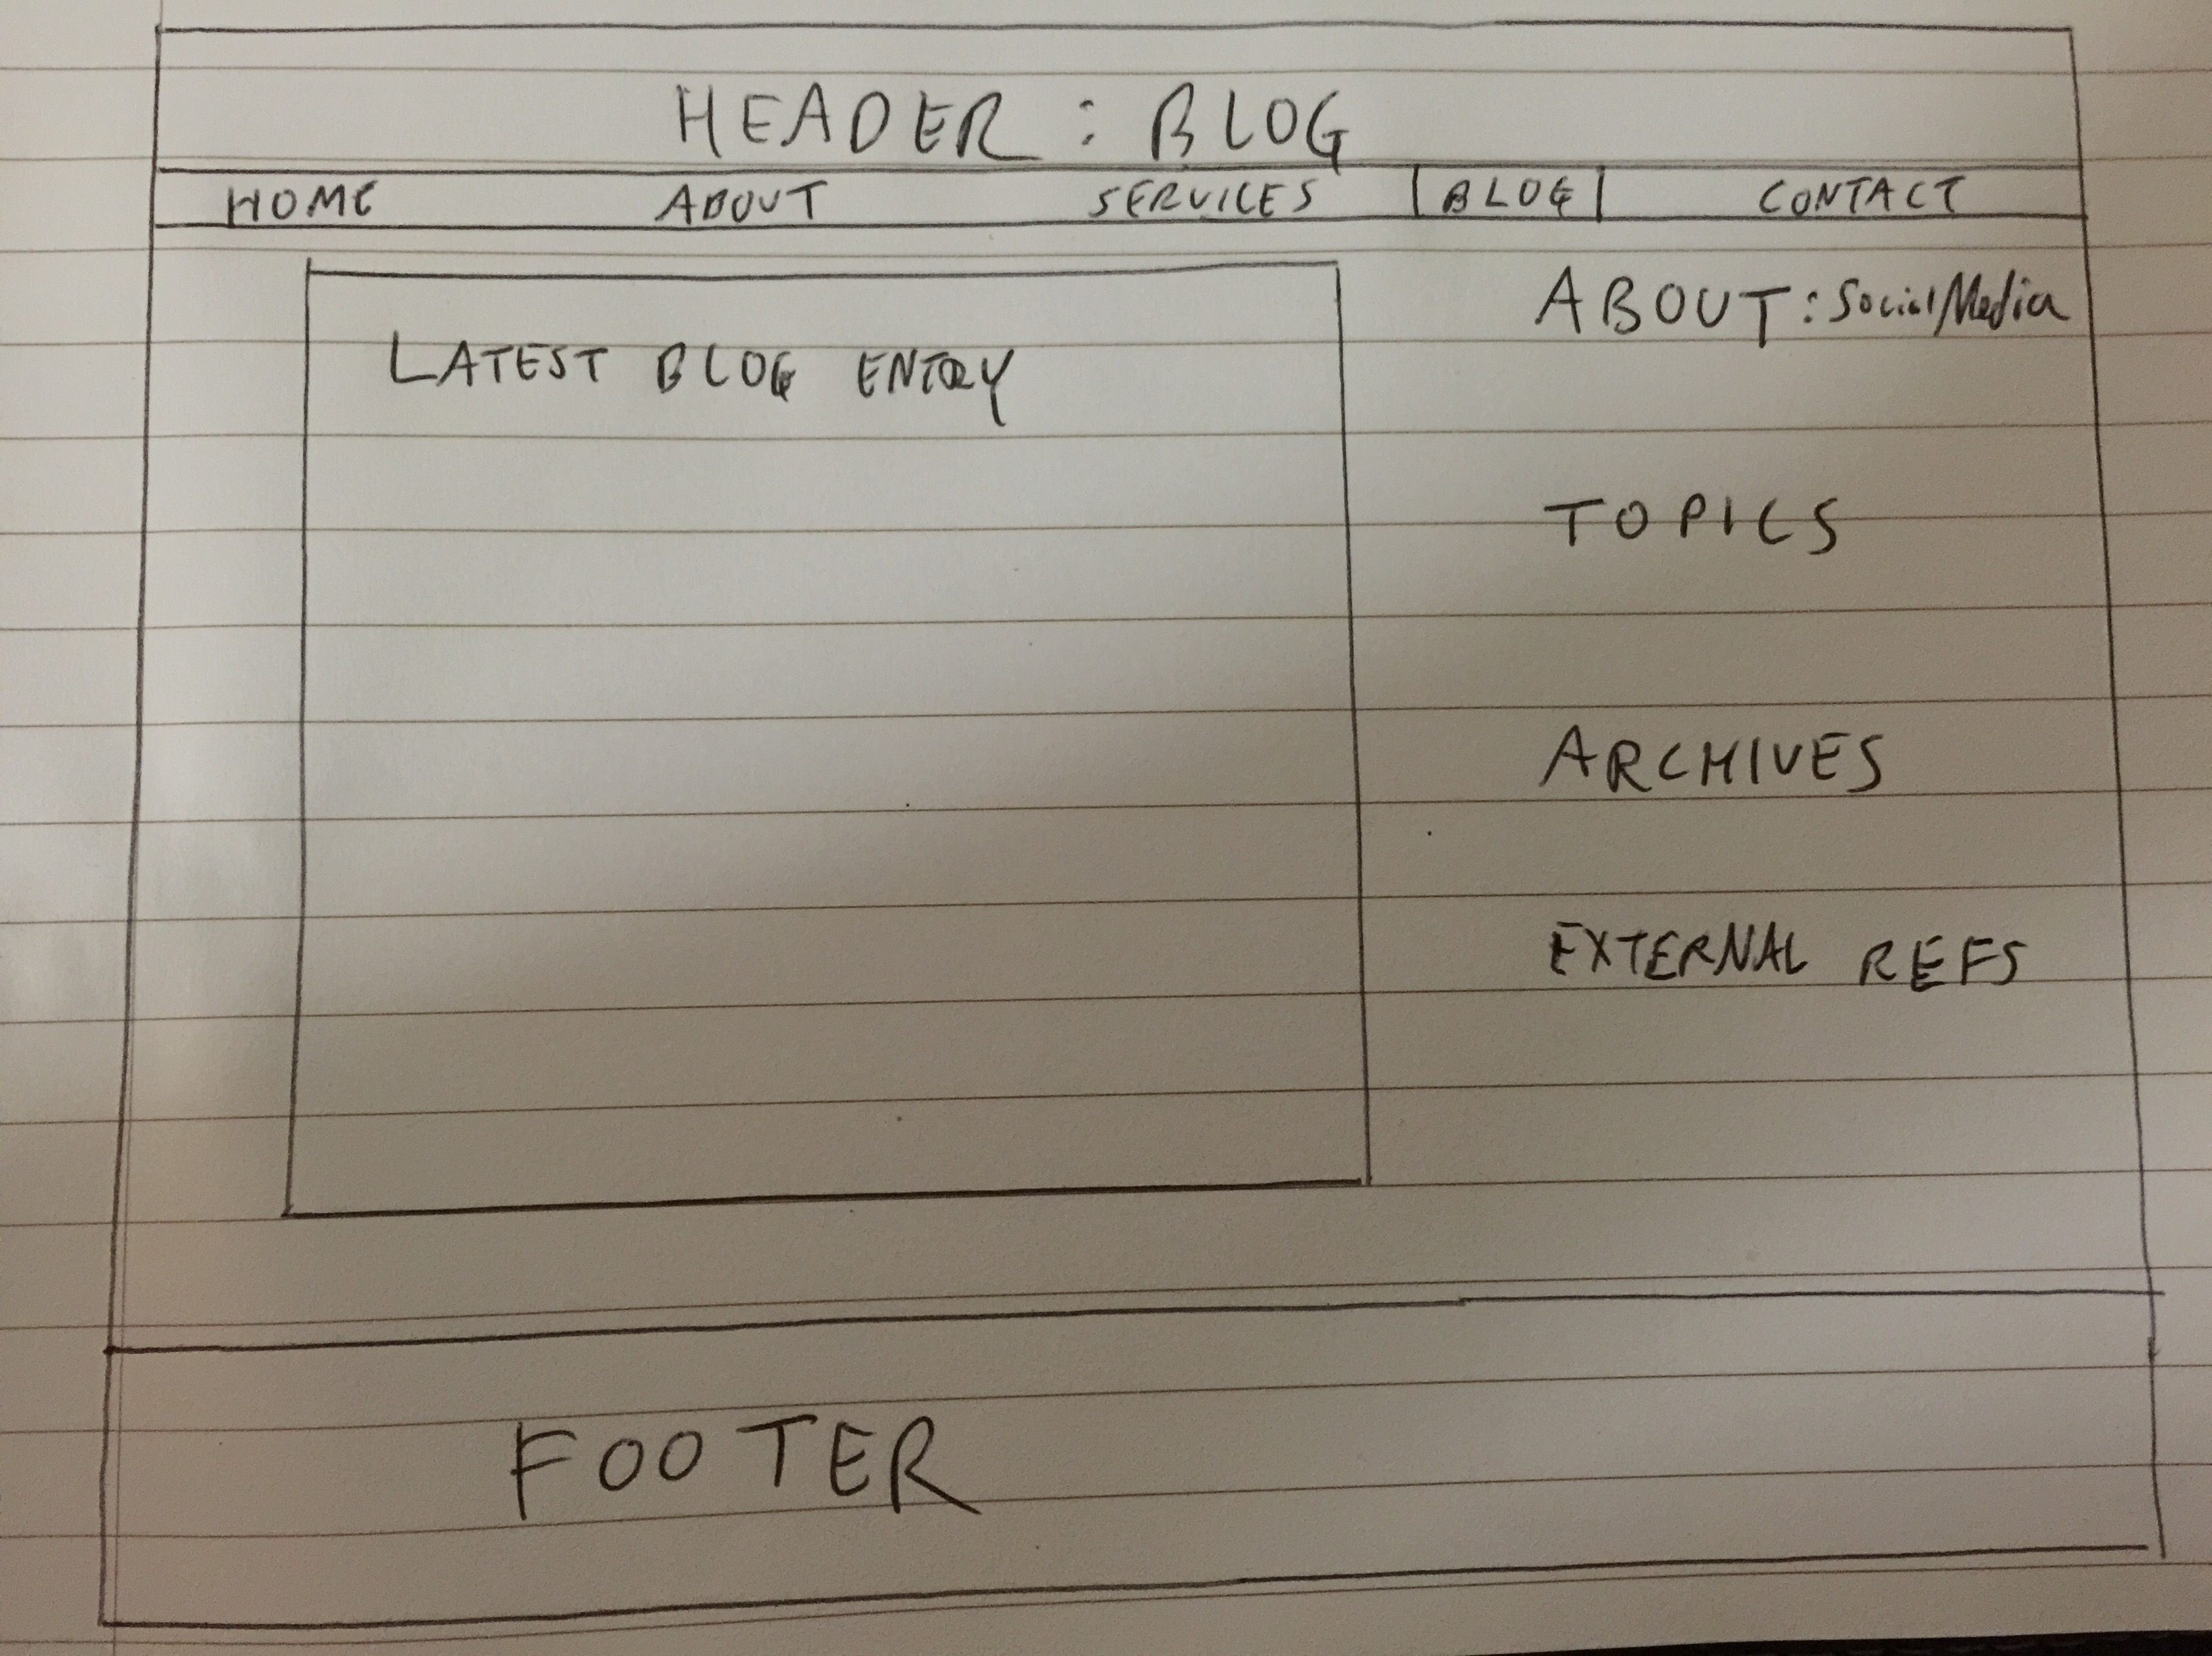 HEADER : BLOG
HOME ABOUT SERVICES BLOG CONTACT
LATEST BLOG ENTRY
ABOUT: Social Media
TOPICS
ARCHIVES
EXTERNAL REFS
FOOTER